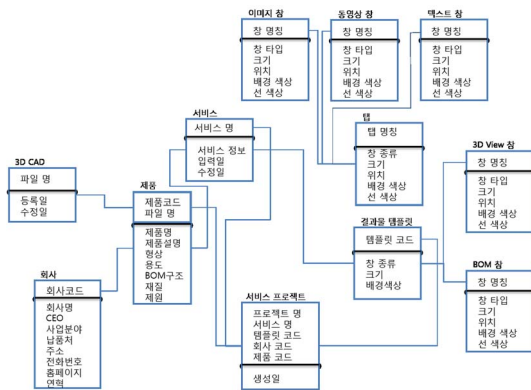 이미지 창
창 명칭
창 타입
크기
위치
배경 색상
선 색상
동영상 창
창 명칭
창 타입
크기
위치
배경 색상
선 색상
텍스트 창
창 명칭
창 타입
크기
위치
배경 색상
선 색상
서비스
서비스 명
서비스 정보
입력일
수정일
탭
탭 명칭
창 종류
크기
위치
배경 색상
선 색상
3D View 창
창 명칭
창 타입
크기
위치
배경 색상
선 색상
3D CAD
파일 명
등록일
수정일
제품
제품코드
파일 명
제품명
제품설명
형상
용도
BOM구조
재질
제원
결과물 템플릿
템플릿 코드
창 종류
크기
배경색상
BOM 창
창 명칭
창 타입
크기
위치
배경 색상
선 색상
회사
회사코드
회사명
CEO
사업분야
납품처
주소
전화번호
홈페이지
연혁
서비스 프로젝트
프로젝트 명
서비스 명
템플릿 코드
회사 코드
제품 코드
생성일